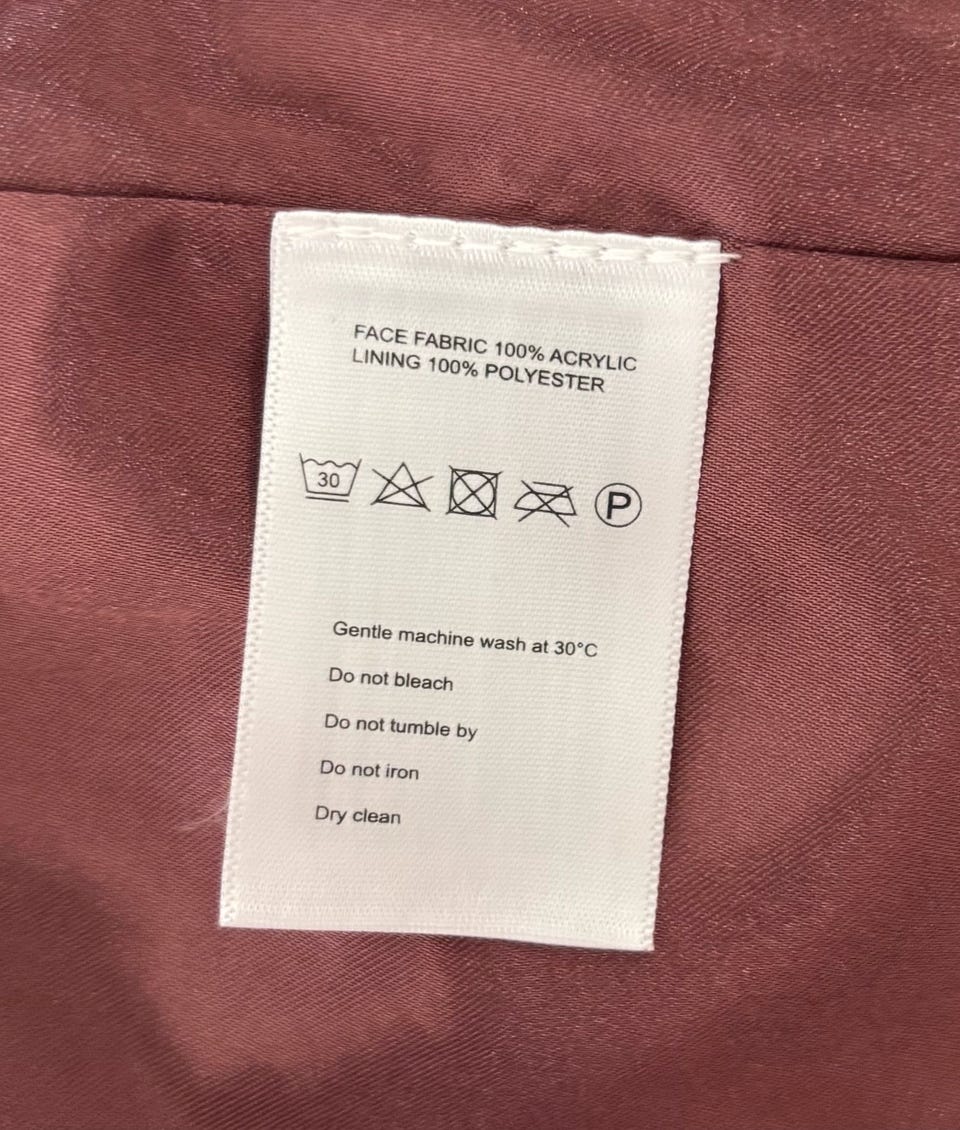 FACE FABRIC 100% ACRYLIC
LINING 100% POLYESTER
30
P
Gentle machine wash at 30°C
Do not bleach
Do not tumble by
Do not iron
Dry clean